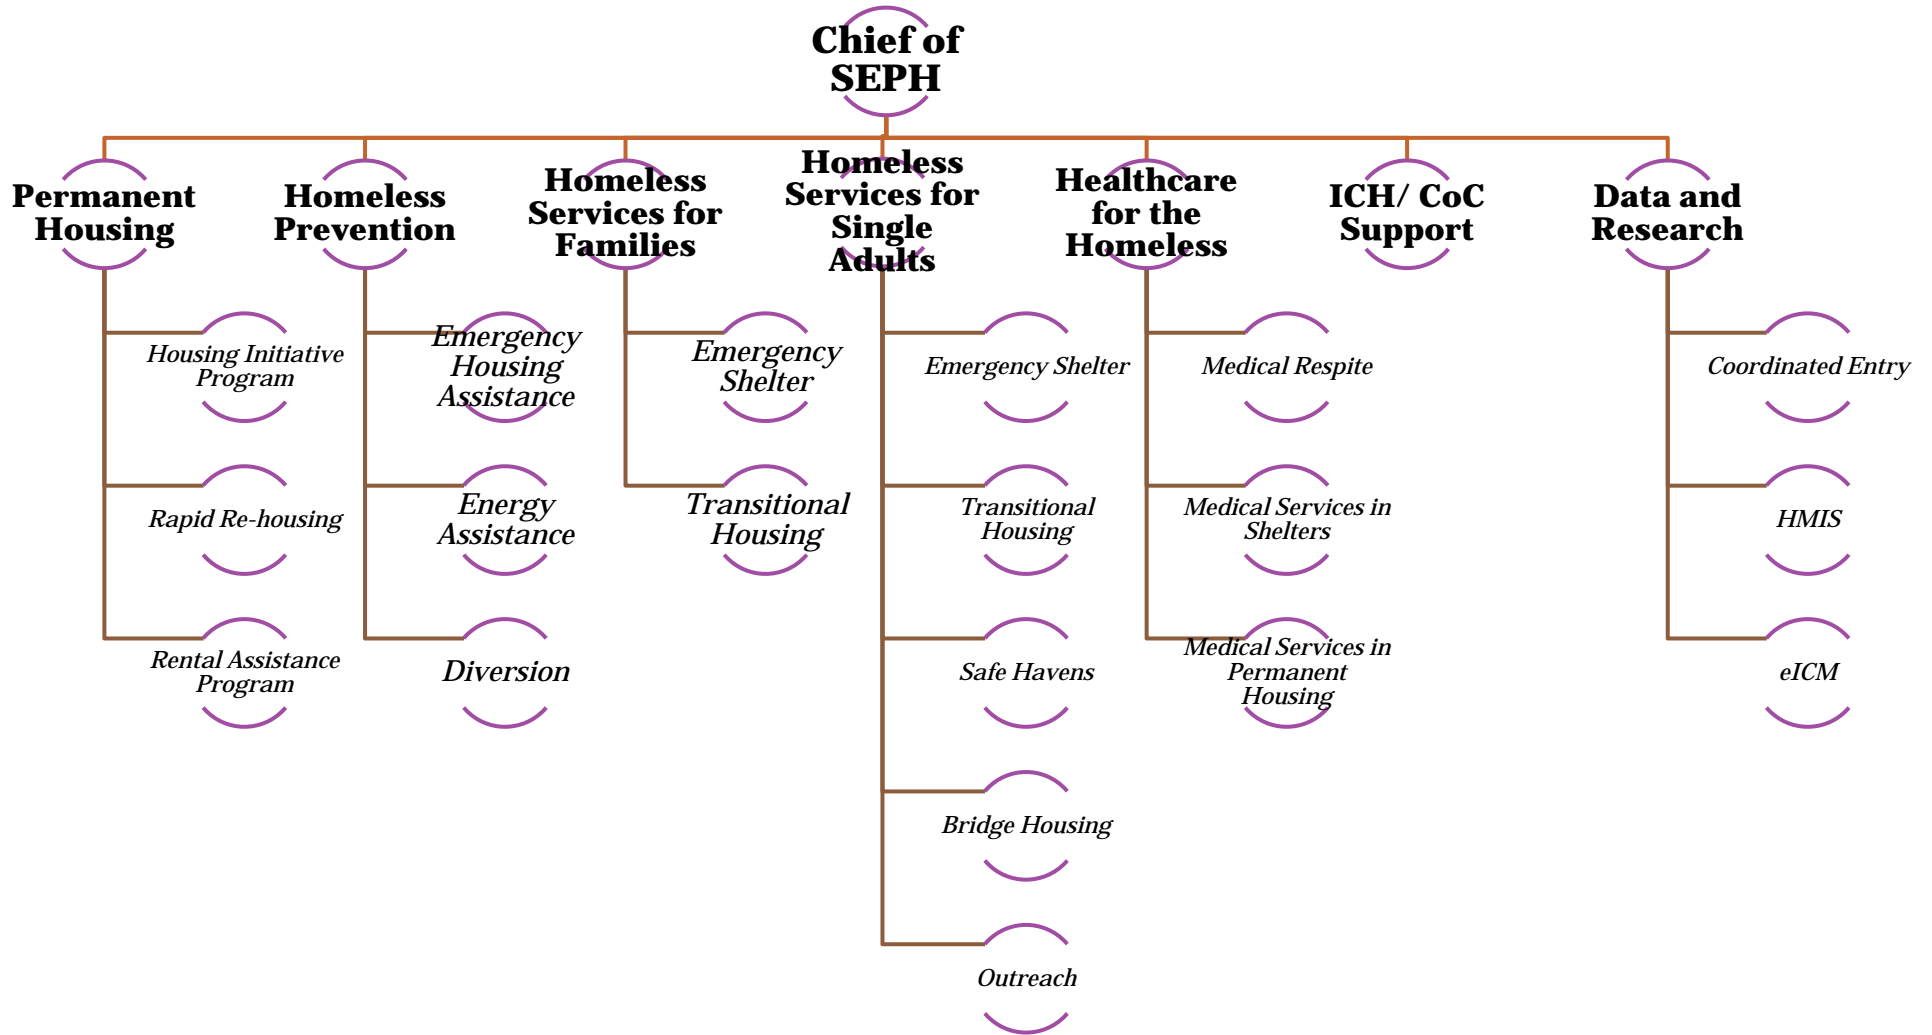 Chief of
SEPH
Permanent
Housing
Homeless
Prevention
Homeless
Services for
Families
Homeless
Services for
Single
Adults
Healthcare
for the
Homeless
ICH/ CoC
Support
Data and
Research
Housing Initiative
Program
Rapid Re-housing
Rental Assistance
Program
Emergency
Housing
Assistance
Energy
Assistance
Diversion
Emergency
Shelter
Transitional
Housing
Emergency Shelter
Transitional
Housing
Safe Havens
Bridge Housing
Outreach
Medical Respite
Medical Services in
Shelters
Medical Services in
Permanent
Housing
Coordinated Entry
HMIS
eICM